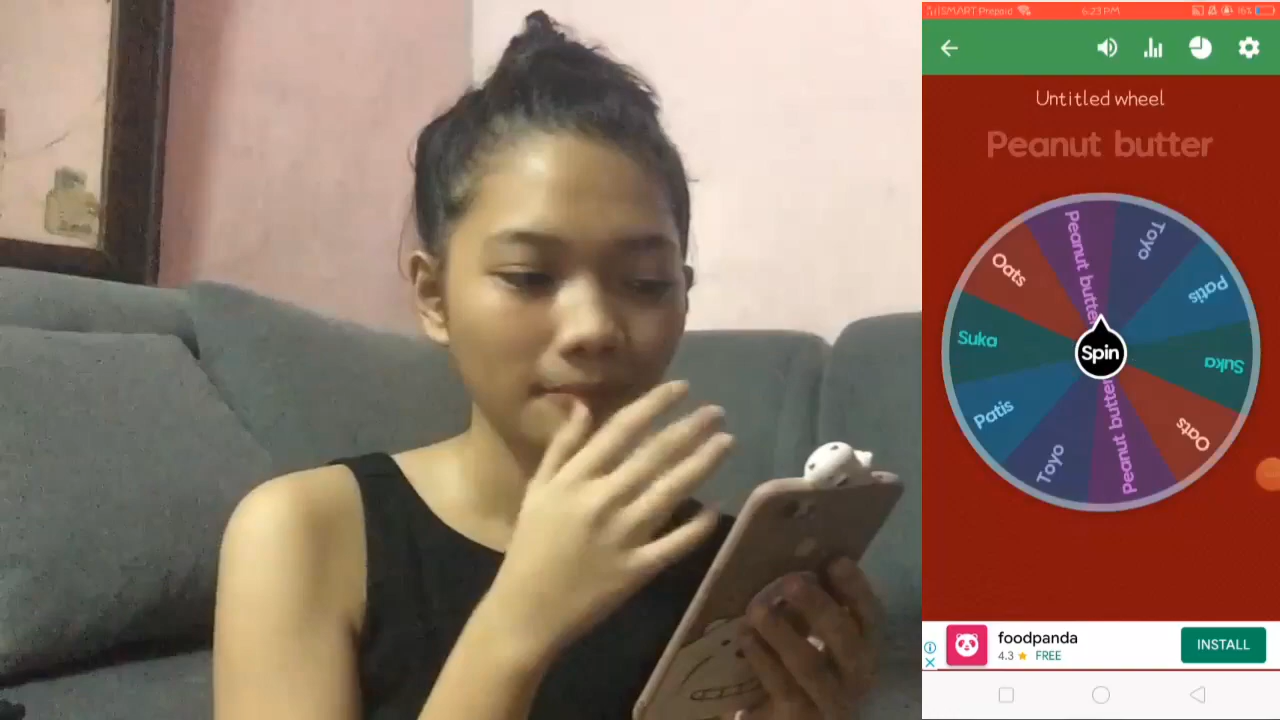 SMART Prepaid 6:23 PM 16%
Untitled wheel
Peanut butter
Peanut butter
Toyo
Patis
Suka
Oats
Peanut butter
Toyo
Patis
Suka
Oats
Spin
foodpanda
4.3 ★ FREE
INSTALL